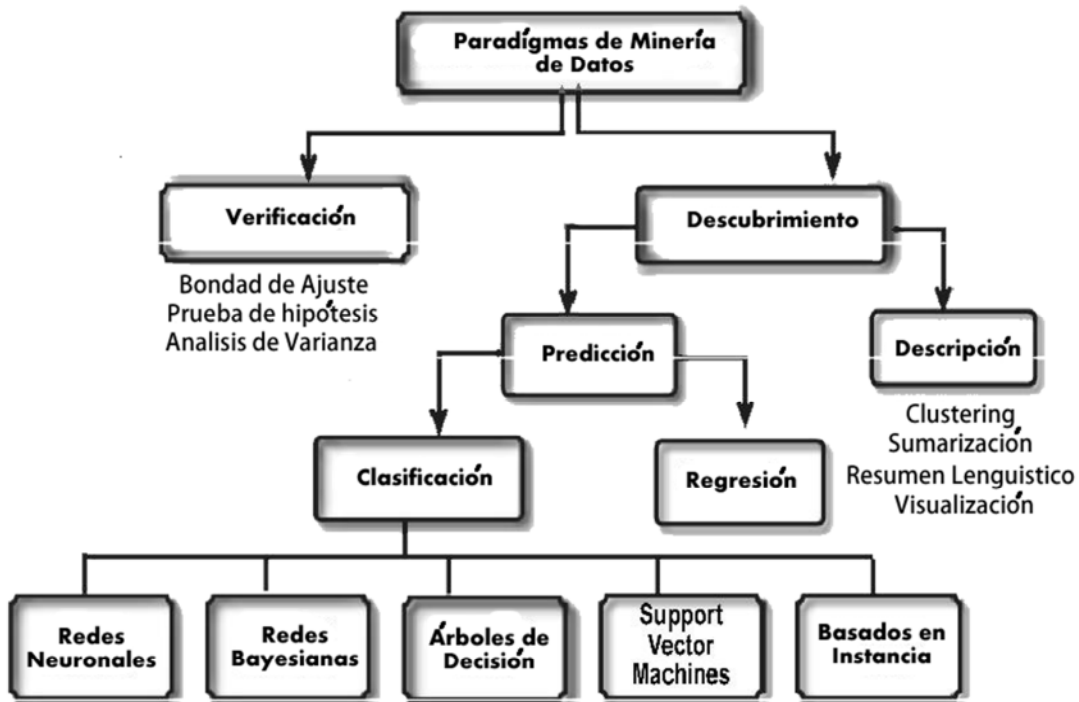 Paradígmas de Minería
de Datos
Verificación
Descubrimiento
Bondad de Ajuste
Prueba de hipótesis
Analisis de Varianza
Predicción
Descripción
Clustering
Sumarización
Resumen Lenguistico
Visualización
Clasificación
Regresión
Redes
Neuronales
Redes
Bayesianas
Árboles de
Decisión
Support
Vector
Machines
Basados en
Instancia